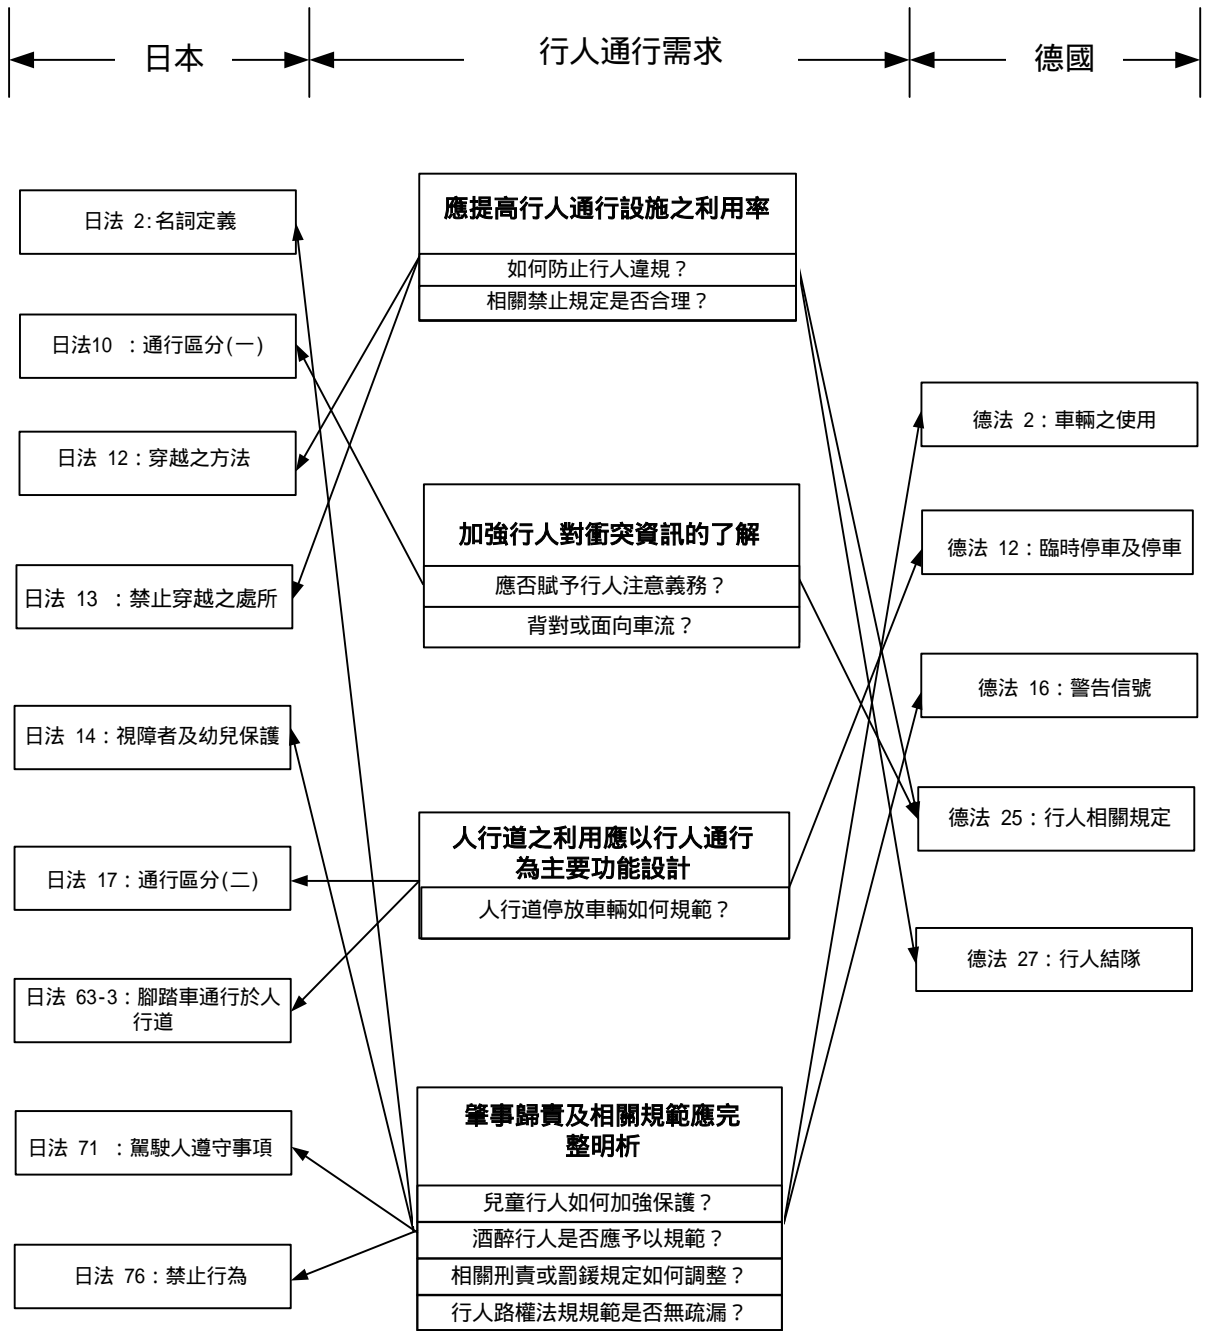 日本
行人通行需求
德國
日法 2:名詞定義
日法10 :通行區分(一)
日法 12:穿越之方法
日法 13 :禁止穿越之處所
日法 14:視障者及幼兒保護
日法 17:通行區分(二)
日法 63-3:腳踏車通行於人
行道
日法 71 :駕駛人遵守事項
日法 76:禁止行為
應提高行人通行設施之利用率
如何防止行人違規?
相關禁止規定是否合理?
加強行人對衝突資訊的了解
應否賦予行人注意義務?
背對或面向車流?
人行道之利用應以行人通行
為主要功能設計
人行道停放車輛如何規範?
肇事歸責及相關規範應完
整明析
兒童行人如何加強保護?
酒醉行人是否應予以規範?
相關刑責或罰鍰規定如何調整?
行人路權法規規範是否無疏漏?
德法 2:車輛之使用
德法 12:臨時停車及停車
德法 16:警告信號
德法 25:行人相關規定
德法 27:行人結隊